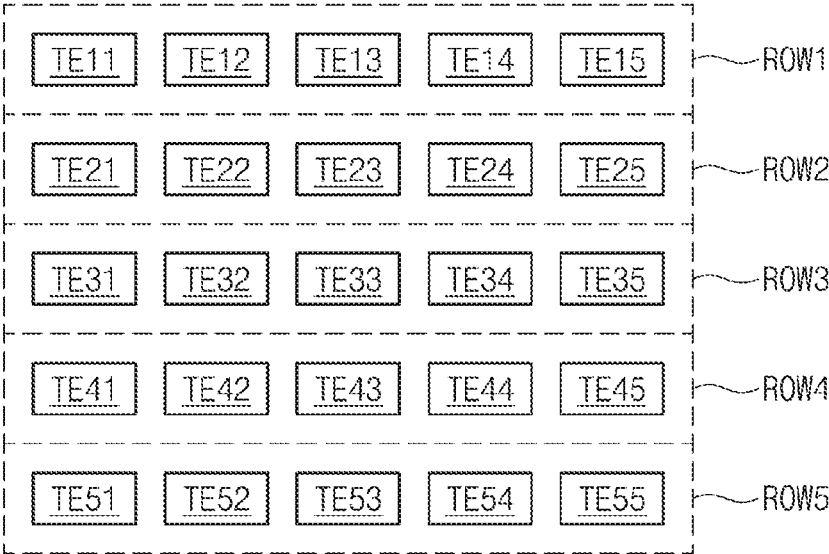 TE11 TE12 TE13 TE14 TE15 ROW1
TE21 TE22 TE23 TE24 TE25 ROW2
TE31 TE32 TE33 TE34 TE35 ROW3
TE41 TE42 TE43 TE44 TE45 ROW4
TE51 TE52 TE53 TE54 TE55 ROW5